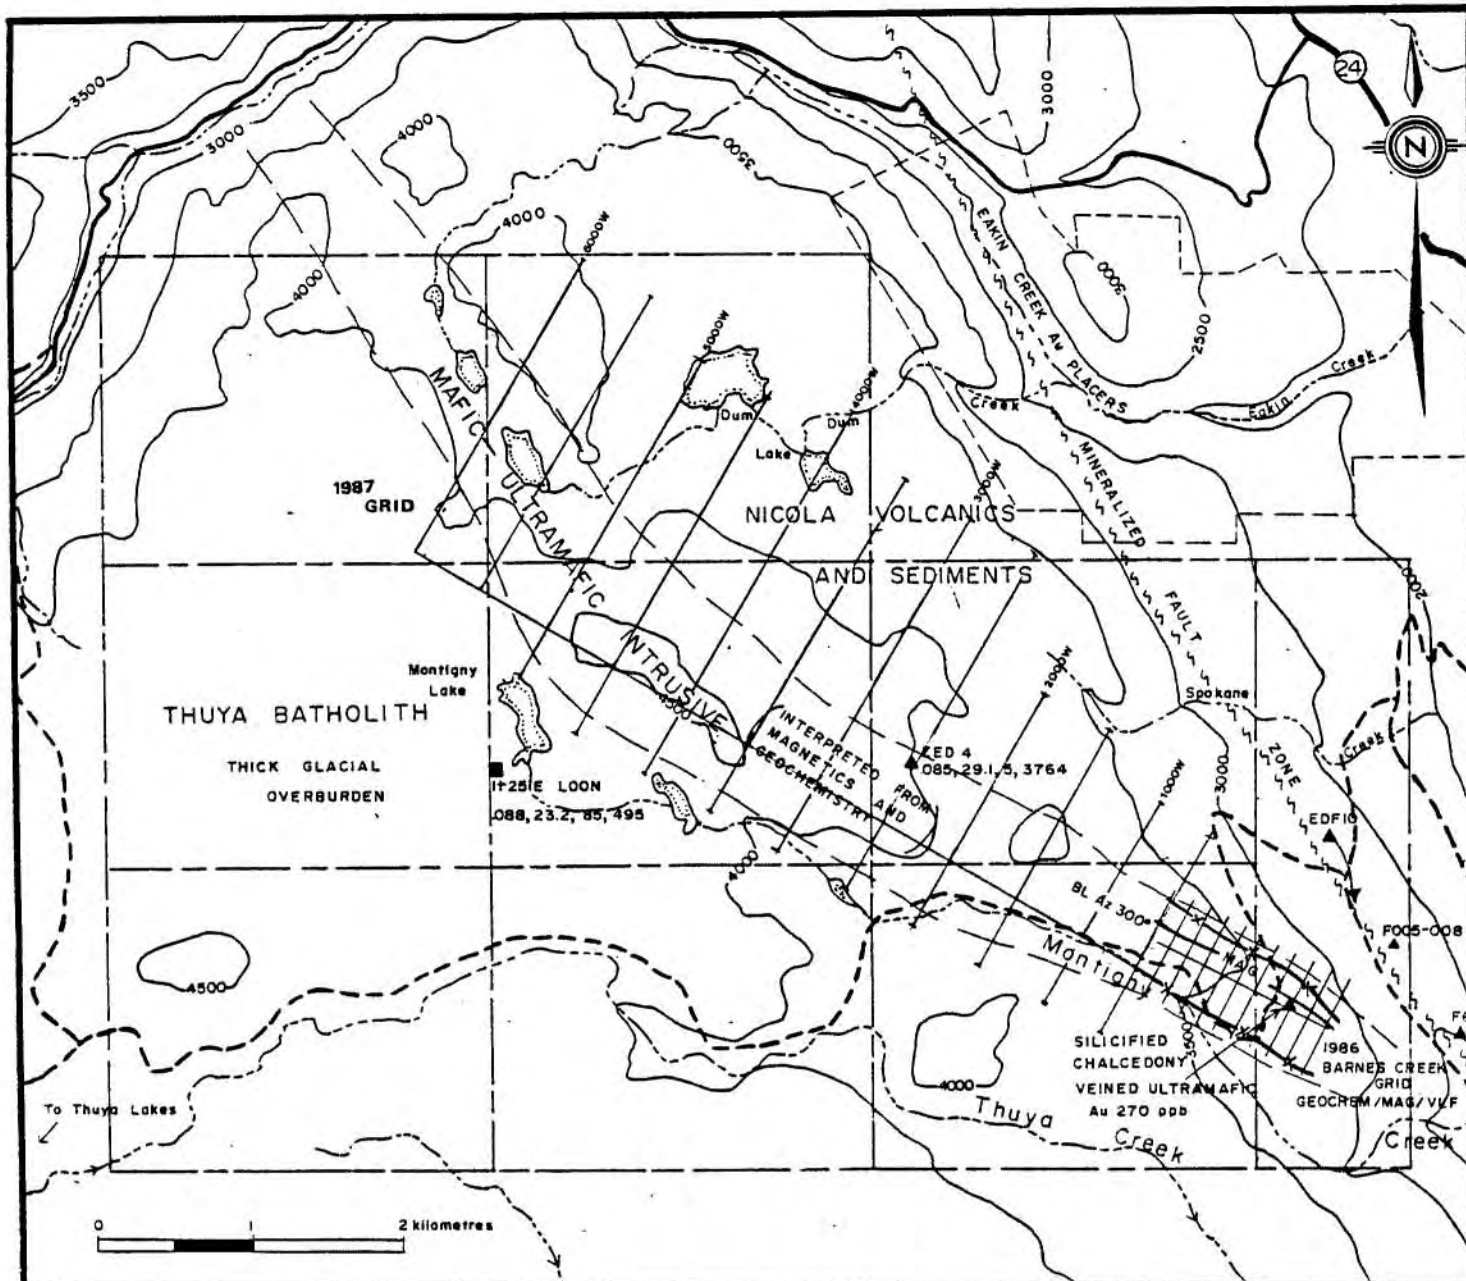 3500
3000
4000
3500
3000
24
N
4000
4000
6000W
5000W
4000W
3000W
2000W
1000W
EAKIN CREEK Au PLACERS
3000
2500
Eakin
Creek
Creek
Dum
Dum
Lake
MAFIC
ULTRAMAFIC
INTRUSIVE
1987
GRID
NICOLA VOLCANICS
AND SEDIMENTS
MINERALIZED
FAULT
ZONE
2000
Montigny
Lake
4500
THUYA BATHOLITH
THICK GLACIAL
OVERBURDEN
1+25E LOON
.088, 23.2, 85, 495
INTERPRETED FROM
MAGNETICS AND
GEOCHEMISTRY
ZED 4
.085, 29.1, 5, 3764
Spokane
Creek
3000
EDF10
4000
BL Az 300°
MAG
F005-008
Montigny
4500
3500
SILICIFIED
CHALCEDONY
VEINED ULTRAMAFIC
Au 270 ppb
1986
BARNES CREEK
GRID
GEOCHEM/MAG/VLF
4000
Thuya
Creek
Creek
To Thuya Lakes
0 1 2 kilometres